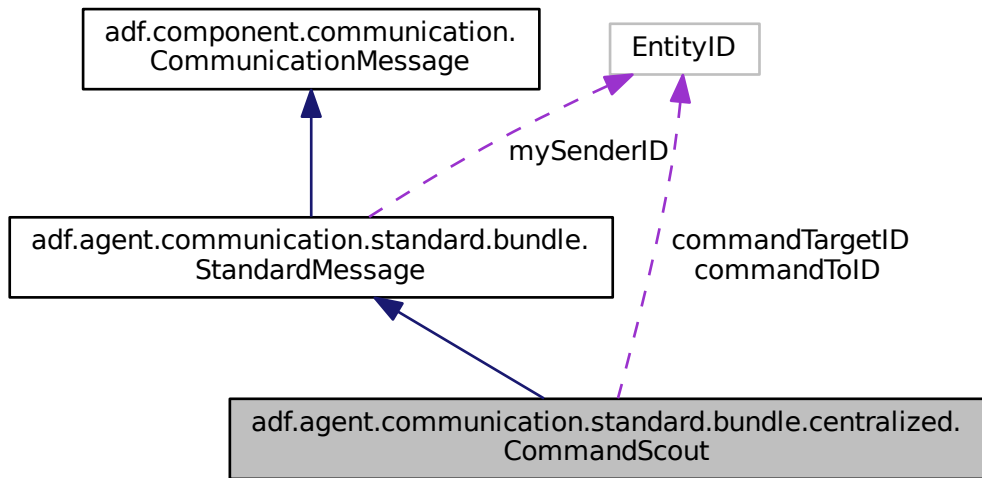 adf.component.communication.
CommunicationMessage
EntityID
mySenderID
adf.agent.communication.standard.bundle.
StandardMessage
commandTargetID
commandToID
adf.agent.communication.standard.bundle.centralized.
CommandScout